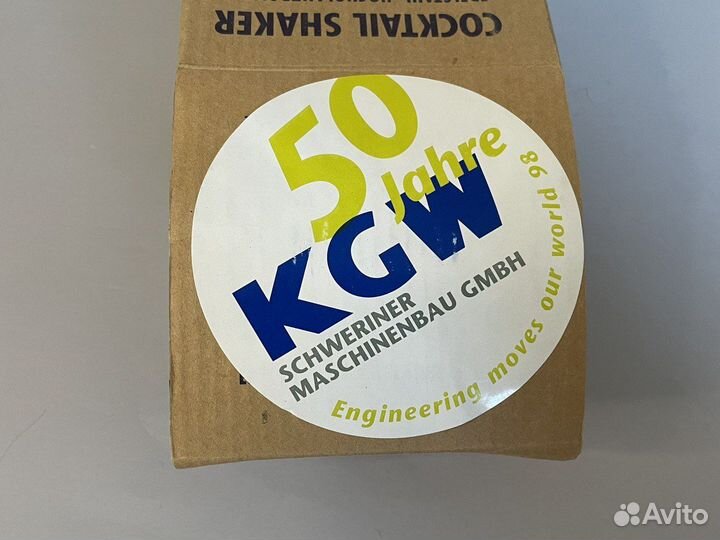 COCKTAIL SHAKER
50
Jahre
KGW
SCHWERINER
MASCHINENBAU GMBH
Engineering moves our world 98
Avito